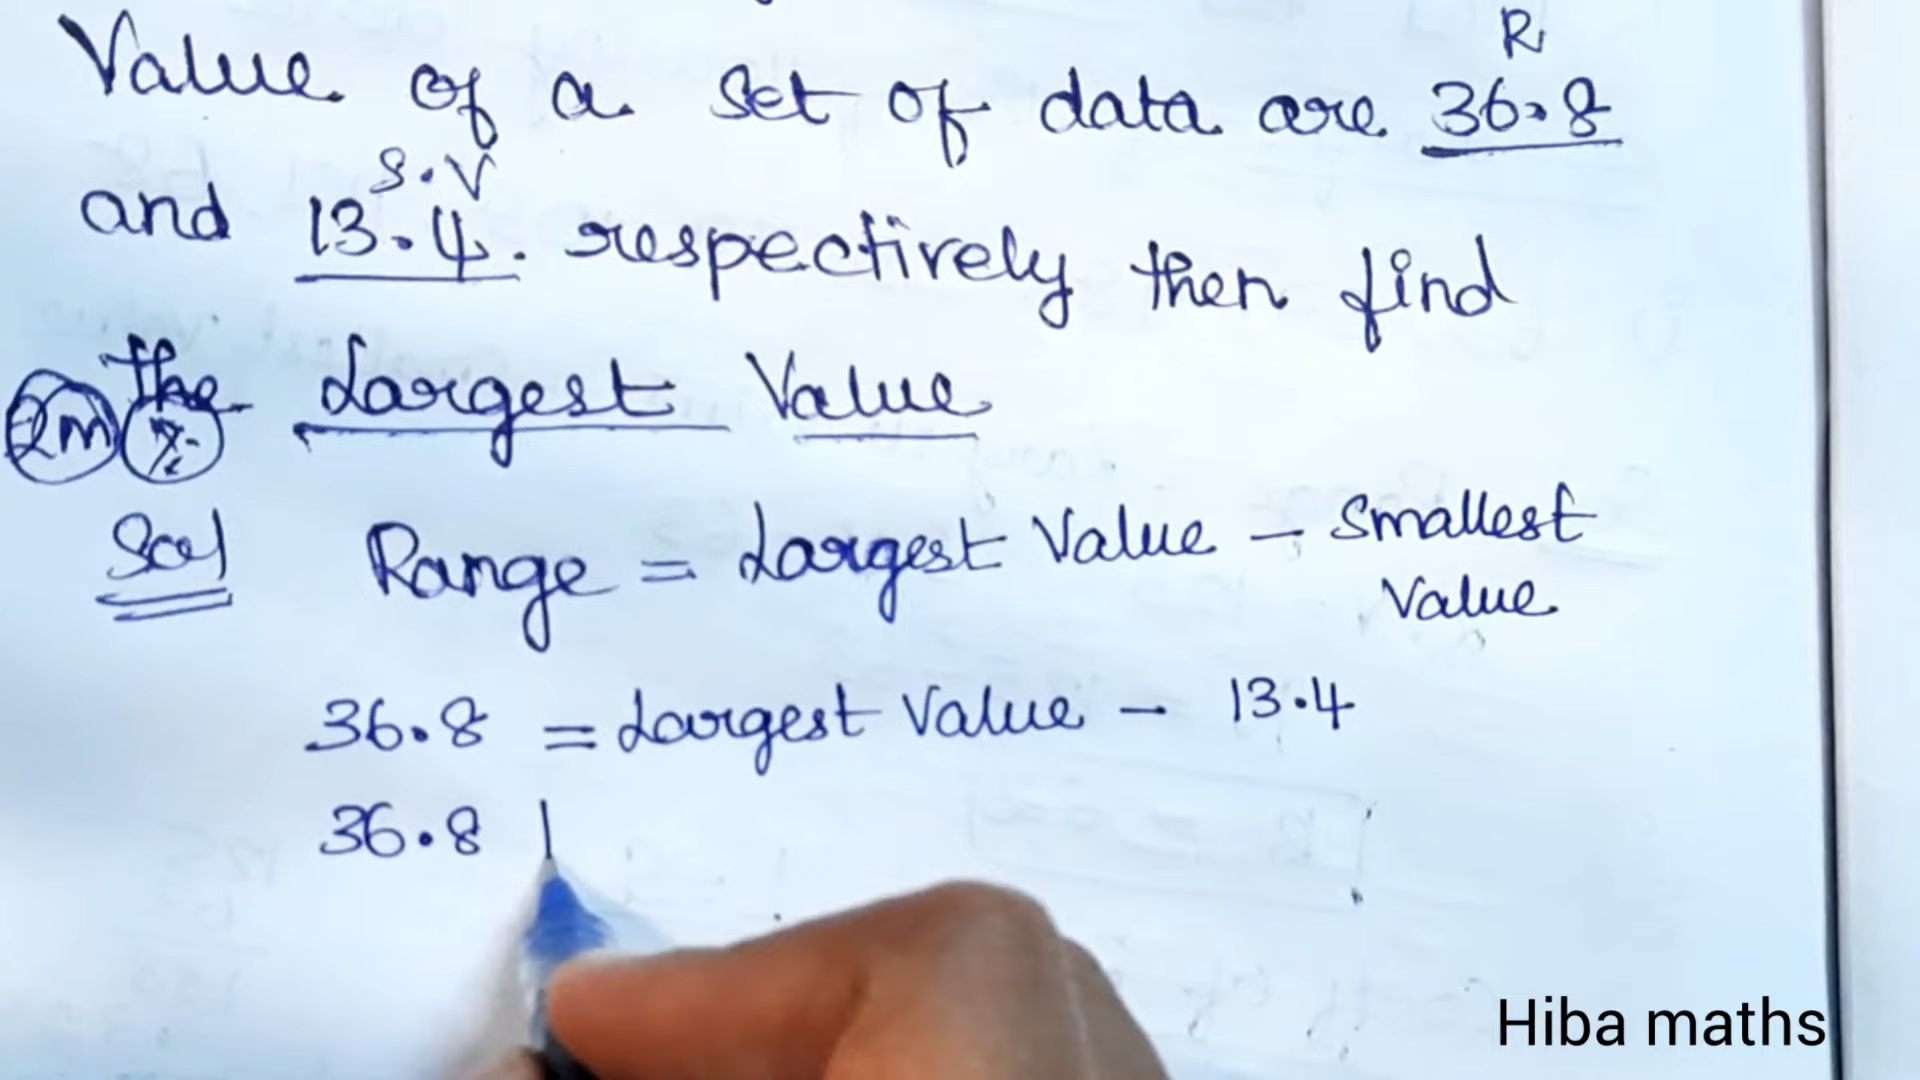 R
Value of a set of data are 36.8
S.V
and 13.4. respectively then find
the Largest Value
2m
Sol Range = Largest Value - Smallest
Value
36.8 = Largest Value - 13.4
36.8
Hiba maths